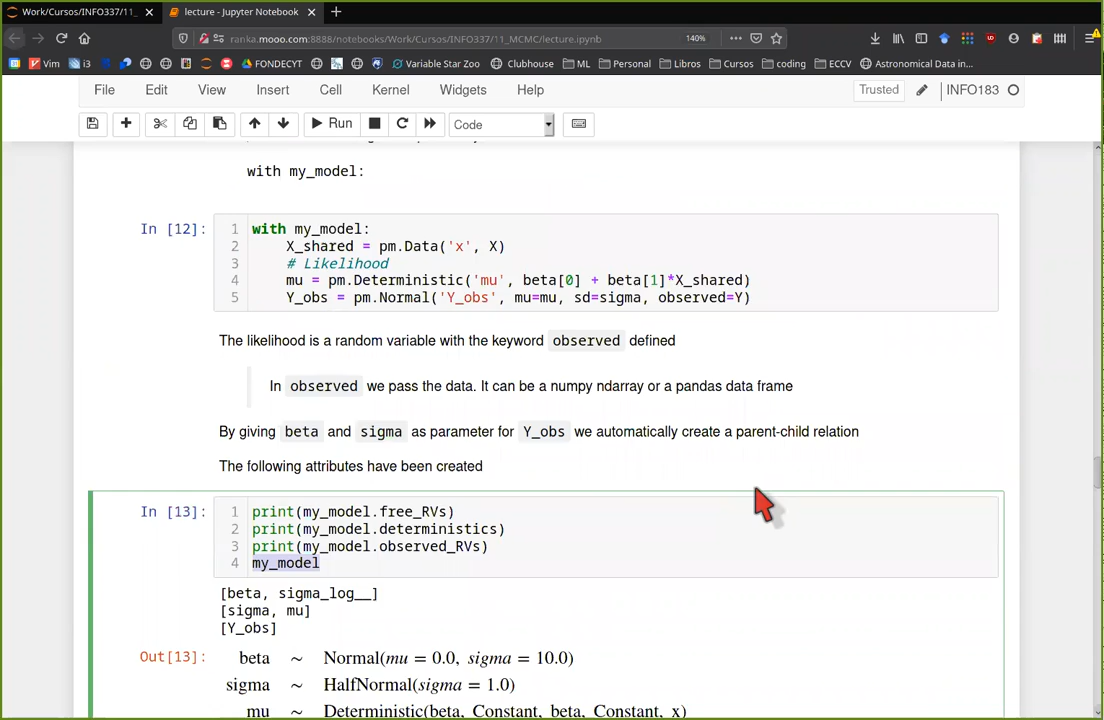 Work/Cursos/INFO337/11_
lecture - Jupyter Notebook
ranka.mooo.com:8888/notebooks/Work/Cursos/INFO337/11_MCMC/lecture.ipynb
140%
Vim
i3
FONDECYT
Variable Star Zoo
Clubhouse
ML
Personal
Libros
Cursos
coding
ECCV
Astronomical Data in...
File Edit View Insert Cell Kernel Widgets Help
Trusted
INFO183
Run
Code
with my_model:
In [12]:
1 with my_model:
2     X_shared = pm.Data('x', X)
3     # Likelihood
4     mu = pm.Deterministic('mu', beta[0] + beta[1]*X_shared)
5     Y_obs = pm.Normal('Y_obs', mu=mu, sd=sigma, observed=Y)
The likelihood is a random variable with the keyword observed defined
In observed we pass the data. It can be a numpy ndarray or a pandas data frame
By giving beta and sigma as parameter for Y_obs we automatically create a parent-child relation
The following attributes have been created
In [13]:
1 print(my_model.free_RVs)
2 print(my_model.deterministics)
3 print(my_model.observed_RVs)
4 my_model
[beta, sigma_log__]
[sigma, mu]
[Y_obs]
Out[13]:
beta ~ Normal(mu = 0.0, sigma = 10.0)
sigma ~ HalfNormal(sigma = 1.0)
mu ~ Deterministic(beta, Constant, beta, Constant, x)